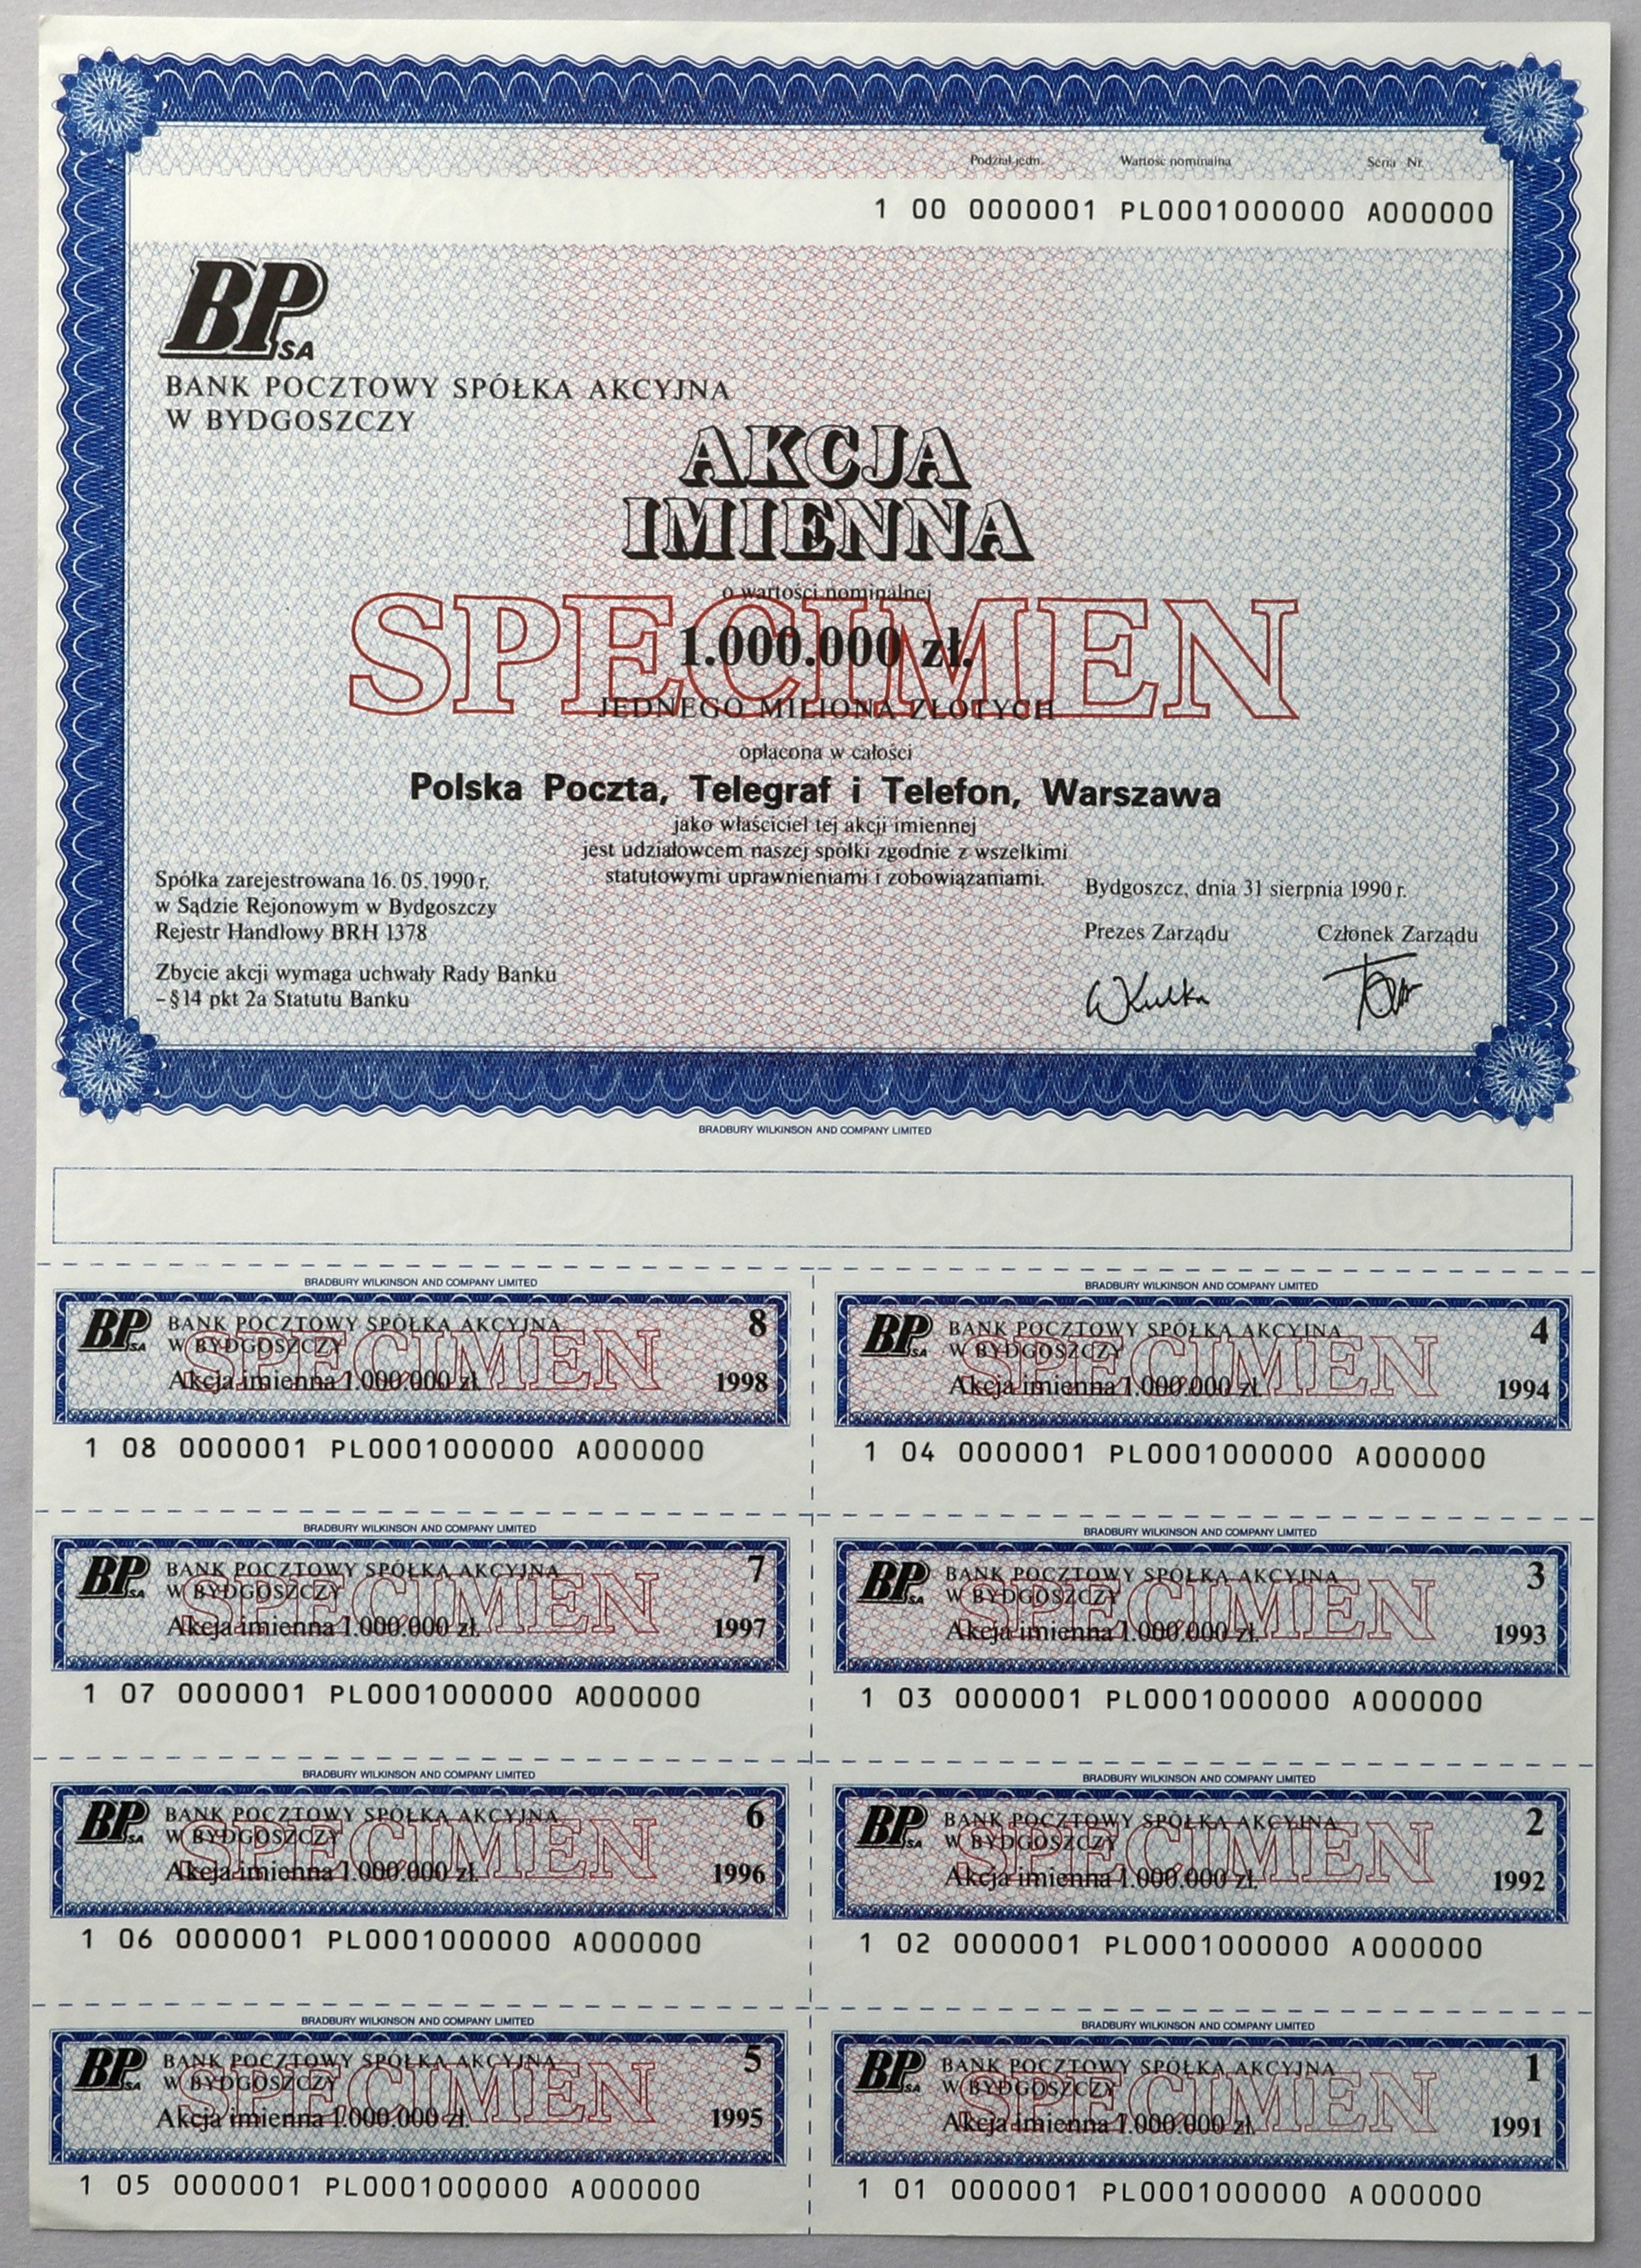 Podział jedn. Wartość nominalna Seria Nr.
1 00 0000001 PL0001000000 A000000
BP SA
BANK POCZTOWY SPÓŁKA AKCYJNA
W BYDGOSZCZY
AKCJA
IMIENNA
o wartości nominalnej
SPECIMEN
1.000.000 zł.
JEDNEGO MILIONA ZŁOTYCH
opłacona w całości
Polska Poczta, Telegraf i Telefon, Warszawa
jako właściciel tej akcji imiennej
jest udziałowcem naszej spółki zgodnie z wszelkimi
statutowymi uprawnieniami i zobowiązaniami.
Spółka zarejestrowana 16.05.1990 r.
w Sądzie Rejonowym w Bydgoszczy
Rejestr Handlowy BRH 1378
Zbycie akcji wymaga uchwały Rady Banku
- § 14 pkt 2a Statutu Banku
Bydgoszcz, dnia 31 sierpnia 1990 r.
Prezes Zarządu Członek Zarządu
WKulka
BRADBURY WILKINSON AND COMPANY LIMITED
BRADBURY WILKINSON AND COMPANY LIMITED
BP SA BANK POCZTOWY SPÓŁKA AKCYJNA 8
W BYDGOSZCZY
SPECIMEN
Akcja imienna 1.000.000 zł. 1998
1 08 0000001 PL0001000000 A000000
BRADBURY WILKINSON AND COMPANY LIMITED
BP SA BANK POCZTOWY SPÓŁKA AKCYJNA 4
W BYDGOSZCZY
SPECIMEN
Akcja imienna 1.000.000 zł. 1994
1 04 0000001 PL0001000000 A000000
BRADBURY WILKINSON AND COMPANY LIMITED
BP SA BANK POCZTOWY SPÓŁKA AKCYJNA 7
W BYDGOSZCZY
SPECIMEN
Akcja imienna 1.000.000 zł. 1997
1 07 0000001 PL0001000000 A000000
BRADBURY WILKINSON AND COMPANY LIMITED
BP SA BANK POCZTOWY SPÓŁKA AKCYJNA 3
W BYDGOSZCZY
SPECIMEN
Akcja imienna 1.000.000 zł. 1993
1 03 0000001 PL0001000000 A000000
BRADBURY WILKINSON AND COMPANY LIMITED
BP SA BANK POCZTOWY SPÓŁKA AKCYJNA 6
W BYDGOSZCZY
SPECIMEN
Akcja imienna 1.000.000 zł. 1996
1 06 0000001 PL0001000000 A000000
BRADBURY WILKINSON AND COMPANY LIMITED
BP SA BANK POCZTOWY SPÓŁKA AKCYJNA 2
W BYDGOSZCZY
SPECIMEN
Akcja imienna 1.000.000 zł. 1992
1 02 0000001 PL0001000000 A000000
BRADBURY WILKINSON AND COMPANY LIMITED
BP SA BANK POCZTOWY SPÓŁKA AKCYJNA 5
W BYDGOSZCZY
SPECIMEN
Akcja imienna 1.000.000 zł. 1995
1 05 0000001 PL0001000000 A000000
BRADBURY WILKINSON AND COMPANY LIMITED
BP SA BANK POCZTOWY SPÓŁKA AKCYJNA 1
W BYDGOSZCZY
SPECIMEN
Akcja imienna 1.000.000 zł. 1991
1 01 0000001 PL0001000000 A000000